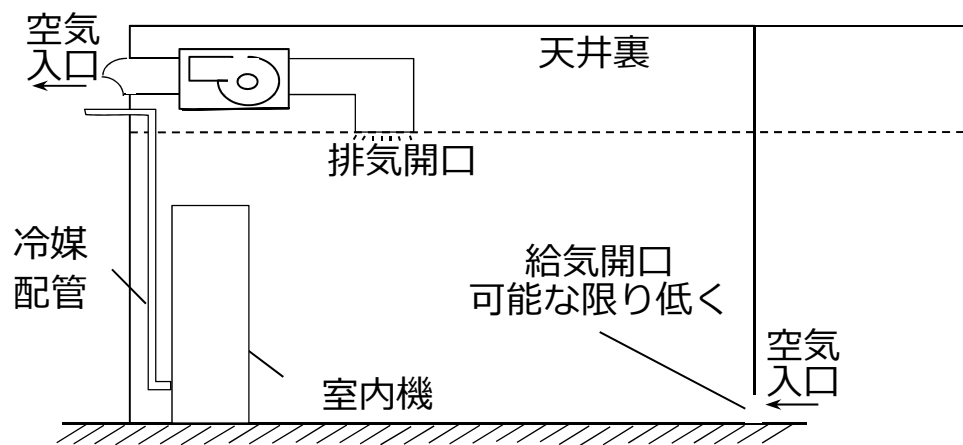 空気
入口
天井裏
排気開口
冷媒
配管
給気開口
可能な限り低く
空気
入口
室内機